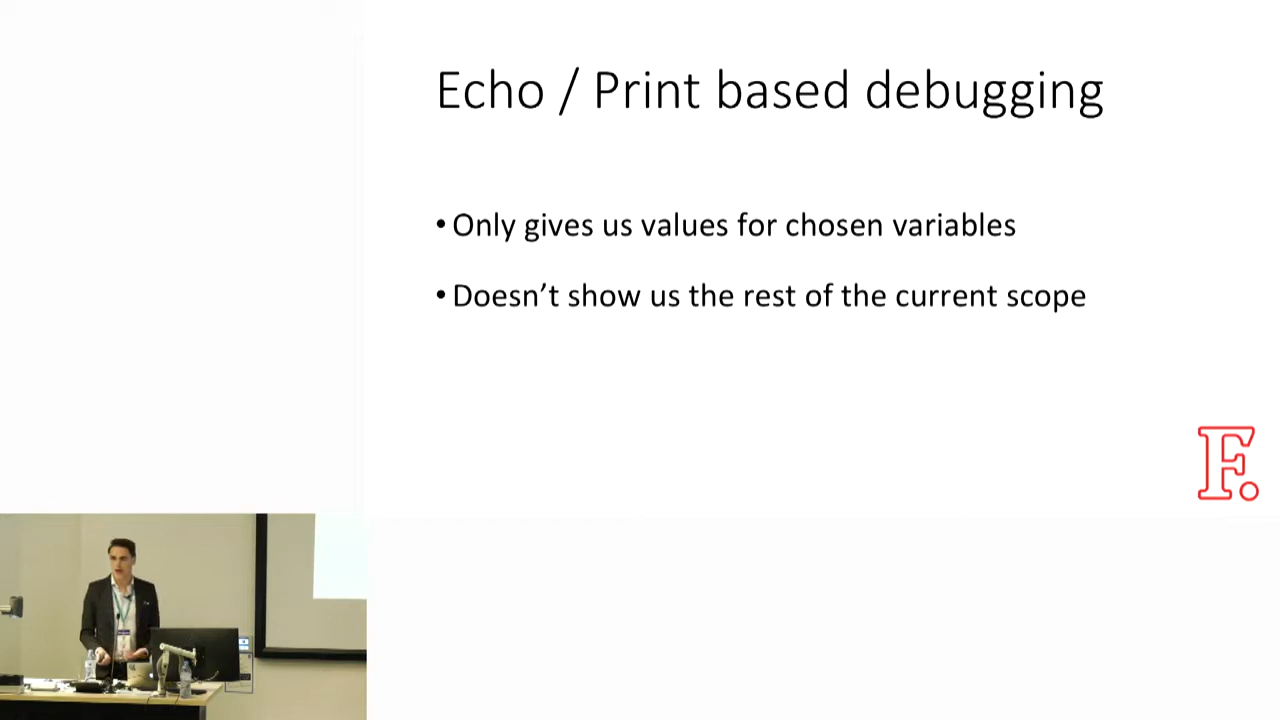 Echo / Print based debugging
• Only gives us values for chosen variables
• Doesn’t show us the rest of the current scope
F.